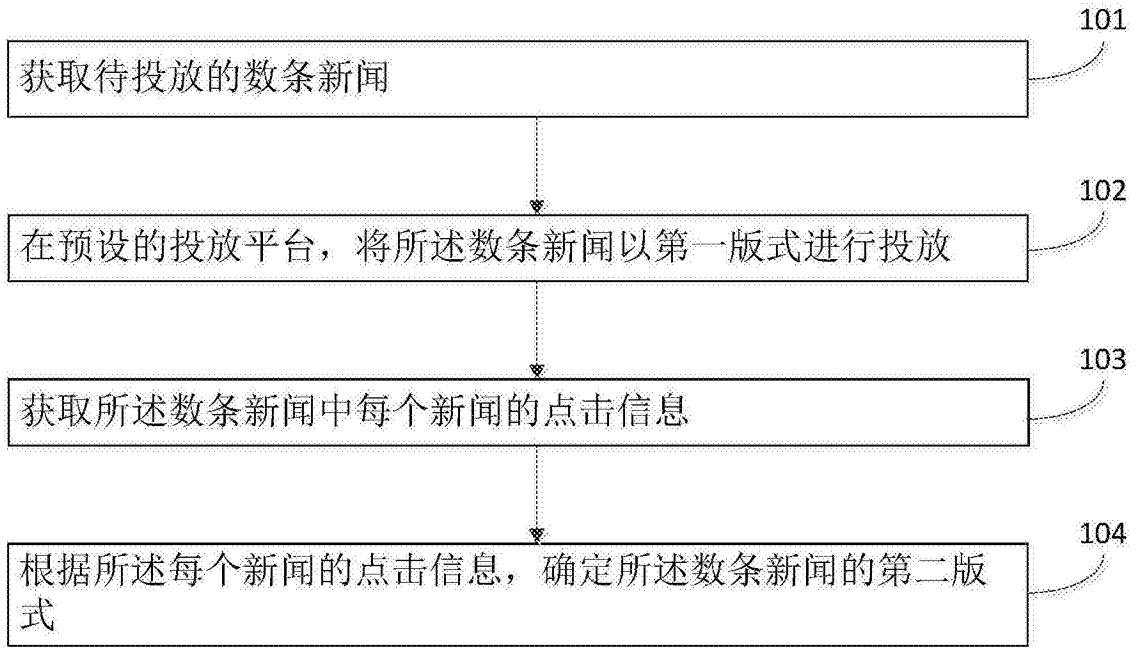 101
获取待投放的数条新闻
102
在预设的投放平台，将所述数条新闻以第一版式进行投放
103
获取所述数条新闻中每个新闻的点击信息
104
根据所述每个新闻的点击信息，确定所述数条新闻的第二版
式